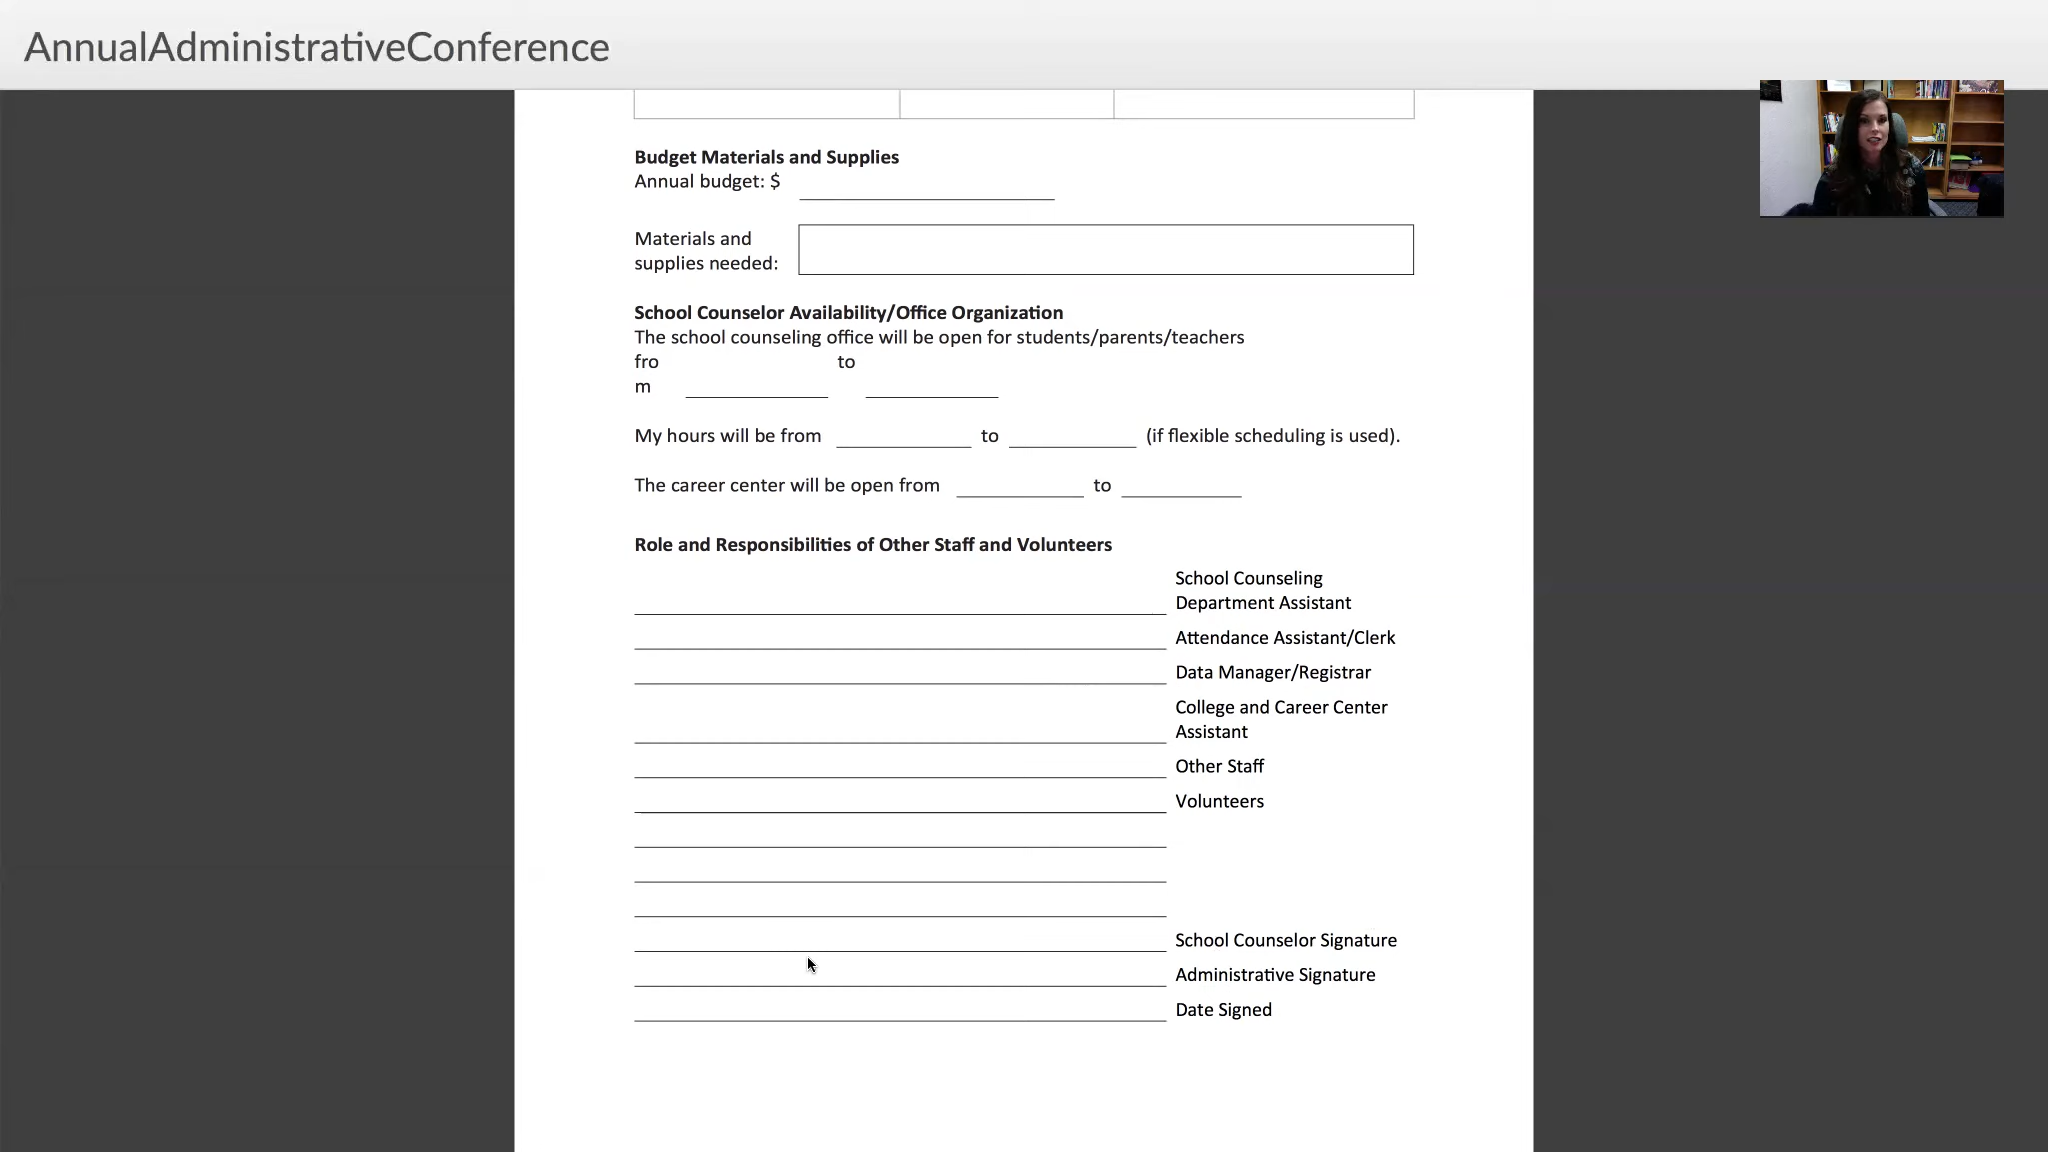 AnnualAdministrativeConference
Budget Materials and Supplies
Annual budget: $
Materials and
supplies needed:
School Counselor Availability/Office Organization
The school counseling office will be open for students/parents/teachers
fro to
m
My hours will be from to (if flexible scheduling is used).
The career center will be open from to
Role and Responsibilities of Other Staff and Volunteers
School Counseling
Department Assistant
Attendance Assistant/Clerk
Data Manager/Registrar
College and Career Center
Assistant
Other Staff
Volunteers
School Counselor Signature
Administrative Signature
Date Signed